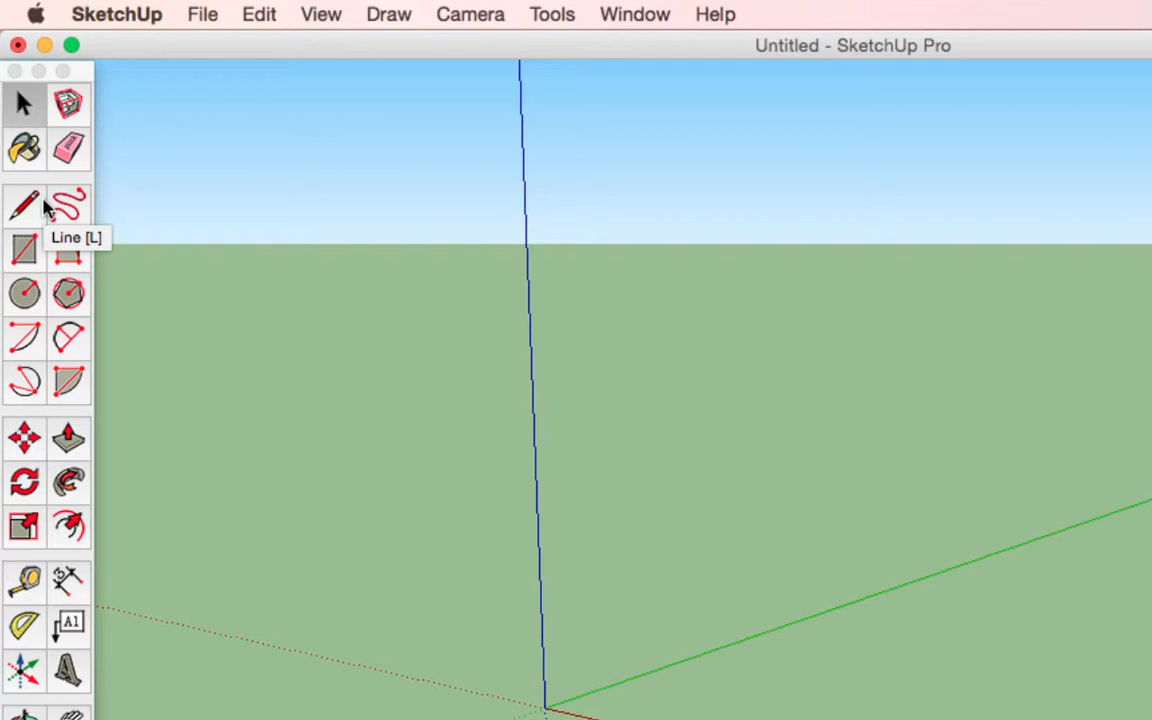 SketchUp File Edit View Draw Camera Tools Window Help
Untitled - SketchUp Pro
Line [L]
A1